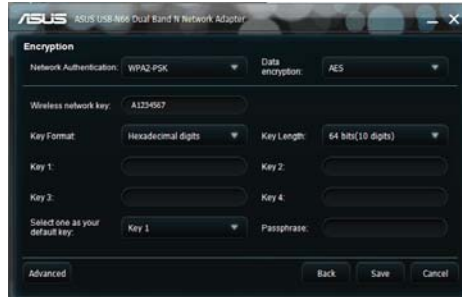 ASUS ASUS USB-N66 Dual Band N Network Adapter
Encryption
Network Authentication: WPA2-PSK Data encryption: AES
Wireless network key: A1234567
Key Format: Hexadecimal digits Key Length: 64 bits(10 digits)
Key 1: Key 2:
Key 3: Key 4:
Select one as your default key: Key 1 Passphrase:
Advanced Back Save Cancel